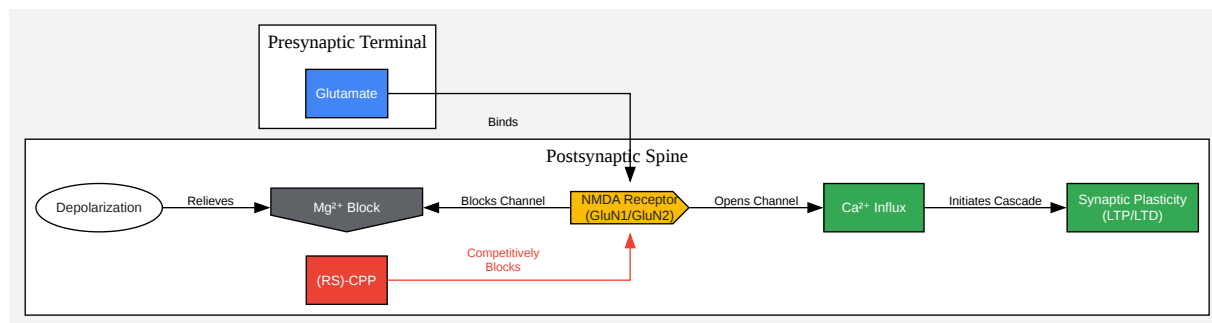 Presynaptic Terminal
Glutamate
Binds
Postsynaptic Spine
Depolarization
Relieves
Mg²⁺ Block
Blocks Channel
NMDA Receptor
(GluN1/GluN2)
Opens Channel
Ca²⁺ Influx
Initiates Cascade
Synaptic Plasticity
(LTP/LTD)
(RS)-CPP
Competitively
Blocks